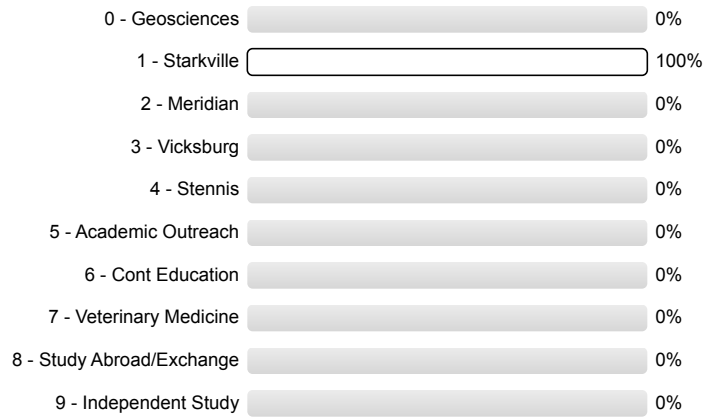 0 - Geosciences 0%
1 - Starkville 100%
2 - Meridian 0%
3 - Vicksburg 0%
4 - Stennis 0%
5 - Academic Outreach 0%
6 - Cont Education 0%
7 - Veterinary Medicine 0%
8 - Study Abroad/Exchange 0%
9 - Independent Study 0%